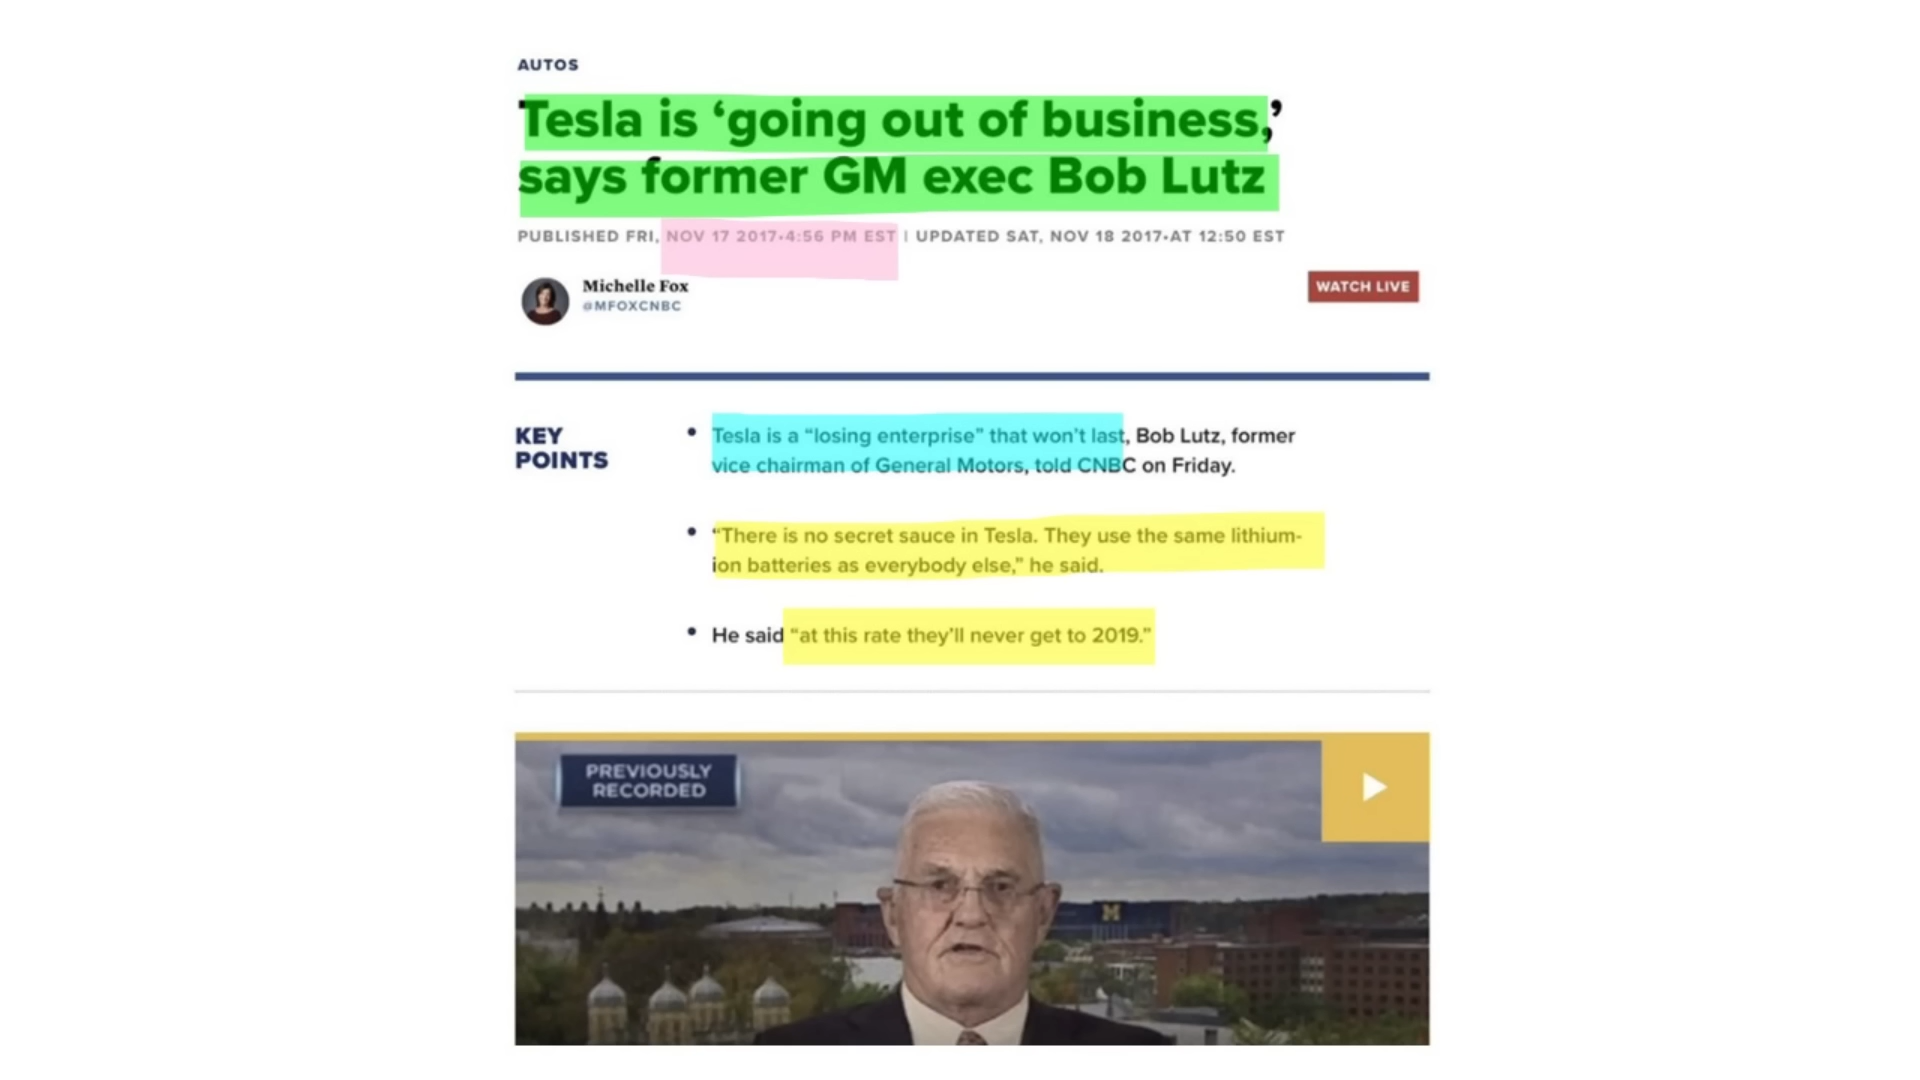 AUTOS
Tesla is ‘going out of business,’
says former GM exec Bob Lutz
PUBLISHED FRI, NOV 17 2017•4:56 PM EST | UPDATED SAT, NOV 18 2017•AT 12:50 EST
Michelle Fox
@MFOXCNBC
WATCH LIVE
KEY
POINTS
• Tesla is a “losing enterprise” that won’t last, Bob Lutz, former
vice chairman of General Motors, told CNBC on Friday.
• “There is no secret sauce in Tesla. They use the same lithium-
ion batteries as everybody else,” he said.
• He said “at this rate they’ll never get to 2019.”
PREVIOUSLY
RECORDED
M